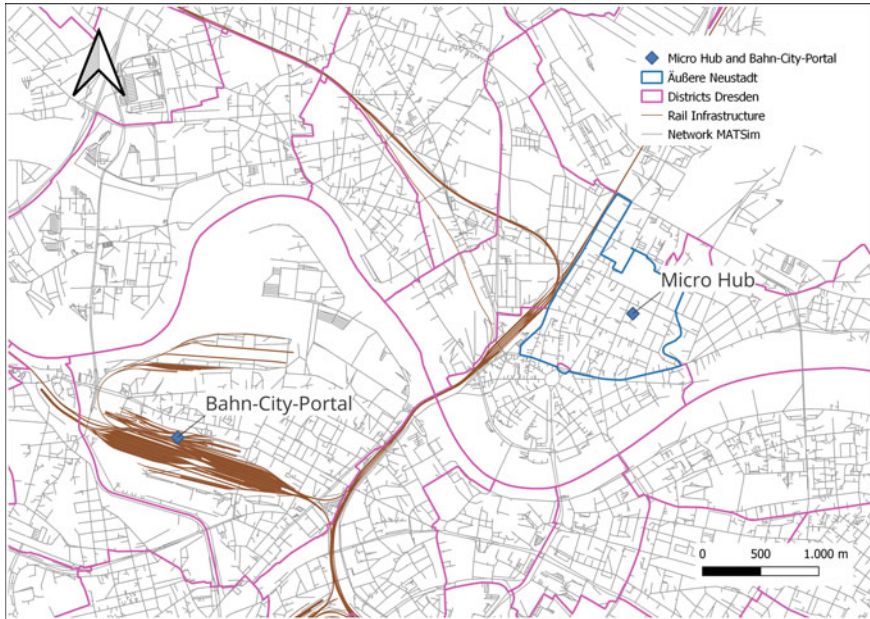 Micro Hub and Bahn-City-Portal
Äußere Neustadt
Districts Dresden
Rail Infrastructure
Network MATSim
Micro Hub
Bahn-City-Portal
0 500 1.000 m